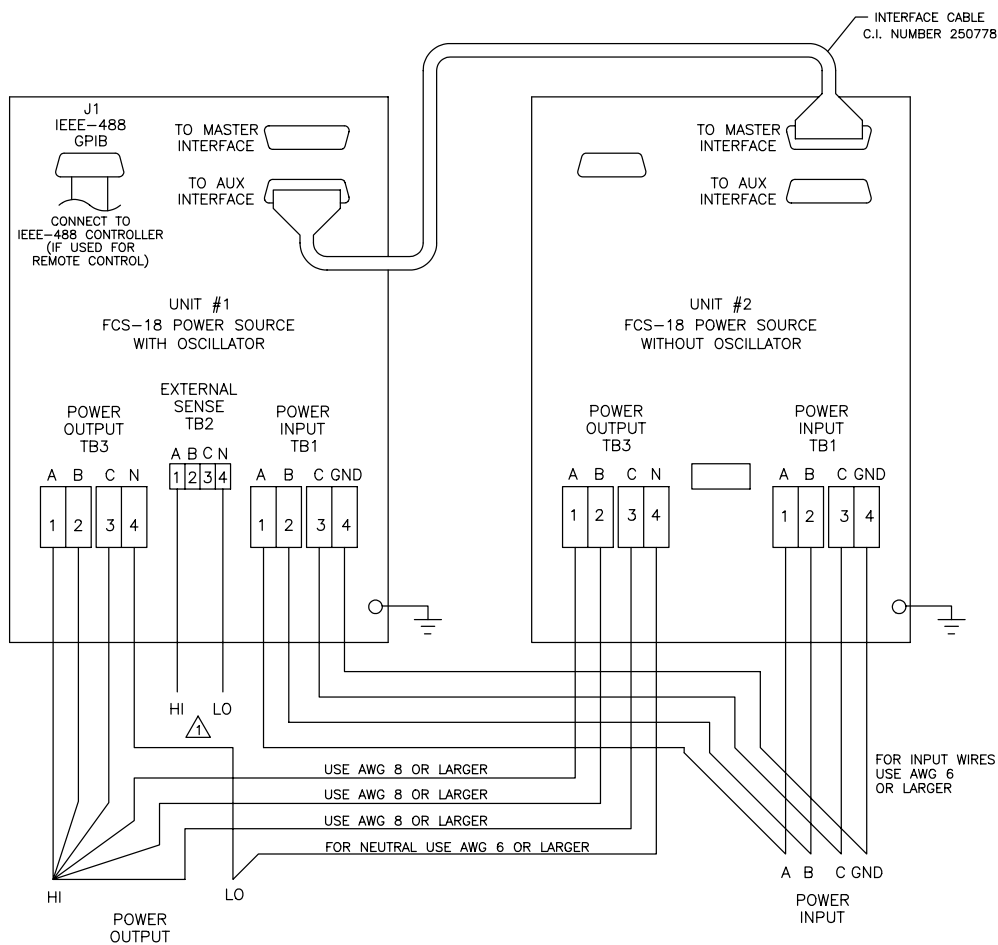 INTERFACE CABLE
C.I. NUMBER 250778
J1
IEEE-488
GPIB
TO MASTER
INTERFACE
TO AUX
INTERFACE
CONNECT TO
IEEE-488 CONTROLLER
(IF USED FOR
REMOTE CONTROL)
UNIT #1
FCS-18 POWER SOURCE
WITH OSCILLATOR
EXTERNAL
SENSE
TB2
POWER
OUTPUT
TB3
POWER
INPUT
TB1
A B C N
A B C N
A B C GND
1 2 3 4
1 2 3 4
1 2 3 4
TO MASTER
INTERFACE
TO AUX
INTERFACE
UNIT #2
FCS-18 POWER SOURCE
WITHOUT OSCILLATOR
POWER
OUTPUT
TB3
POWER
INPUT
TB1
A B C N
A B C GND
1 2 3 4
1 2 3 4
HI LO
1
USE AWG 8 OR LARGER
USE AWG 8 OR LARGER
USE AWG 8 OR LARGER
FOR NEUTRAL USE AWG 6 OR LARGER
FOR INPUT WIRES
USE AWG 6
OR LARGER
HI LO
POWER
OUTPUT
A B C GND
POWER
INPUT